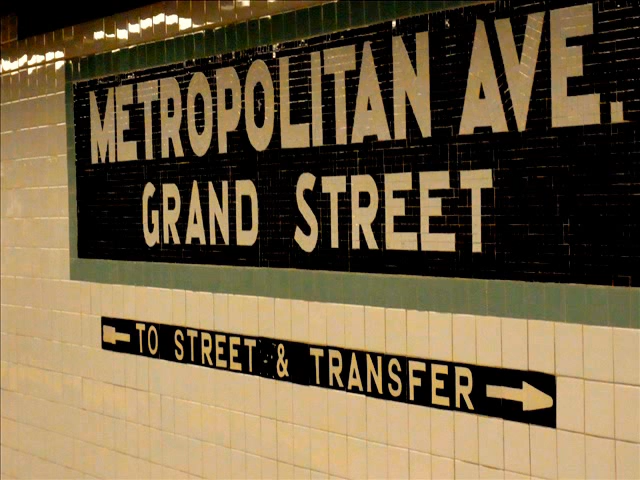 METROPOLITAN AVE.
GRAND STREET
TO STREET & TRANSFER